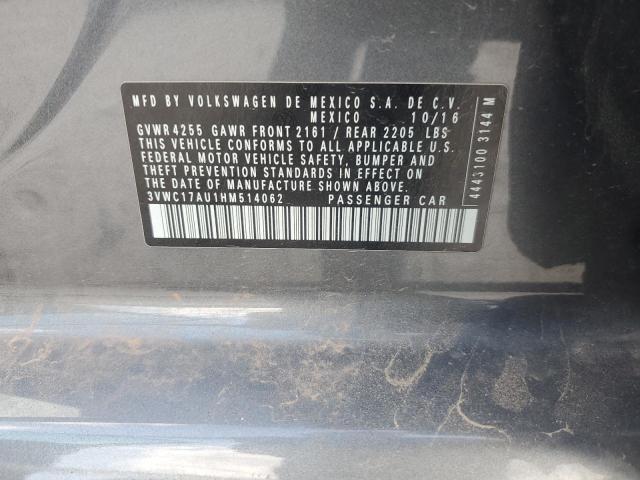 MFD BY VOLKSWAGEN DE MEXICO S.A. DE C.V.
MEXICO 10/16
GVWR 4255 GAWR FRONT 2161 / REAR 2205 LBS
THIS VEHICLE CONFORMS TO ALL APPLICABLE U.S.
FEDERAL MOTOR VEHICLE SAFETY, BUMPER AND
THEFT PREVENTION STANDARDS IN EFFECT ON
THE DATE OF MANUFACTURE SHOWN ABOVE.
3VWC17AU1HM514062 PASSENGER CAR
4443100 3144 M